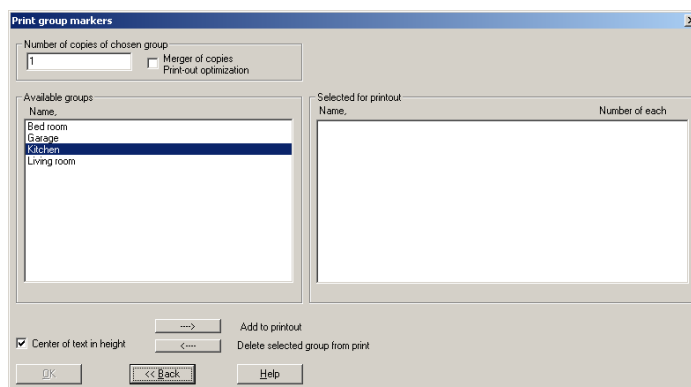 Print group markers
Number of copies of chosen group
1
Merger of copies
Print-out optimization
Available groups
Name,
Bed room
Garage
Kitchen
Living room
Selected for printout
Name,
Number of each
---->
Add to printout
Center of text in height
<----
Delete selected group from print
OK
<< Back
Help